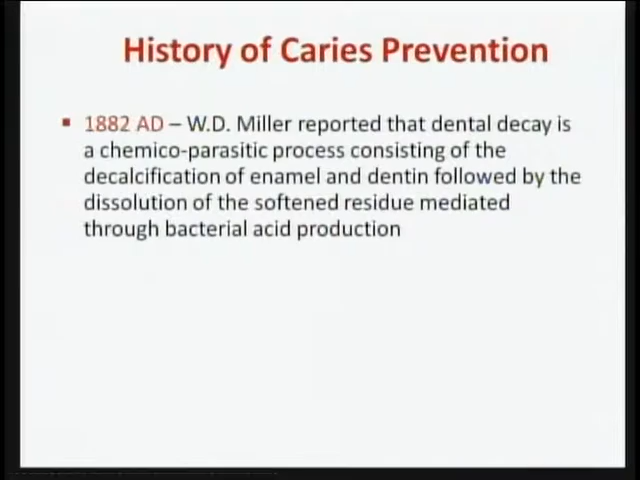 History of Caries Prevention
▪ 1882 AD – W.D. Miller reported that dental decay is
a chemico-parasitic process consisting of the
decalcification of enamel and dentin followed by the
dissolution of the softened residue mediated
through bacterial acid production